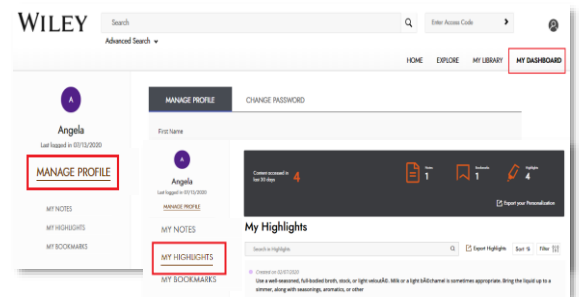 WILEY
Search
Enter Access Code
Advanced Search
HOME EXPLORE MY LIBRARY MY DASHBOARD
A
Angela
Last logged in 07/13/2020
MANAGE PROFILE
MY NOTES
MY HIGHLIGHTS
MY BOOKMARKS
MANAGE PROFILE CHANGE PASSWORD
First Name
A
Angela
Last logged in 07/13/2020
MANAGE PROFILE
MY NOTES
MY HIGHLIGHTS
MY BOOKMARKS
Content accessed in
last 30 days
4
Notes
1
Bookmarks
1
Highlights
4
Export your Personalization
My Highlights
Search in Highlights
Export Highlights Sort Filter
Created on 02/07/2020
Use a well-seasoned, full-bodied broth, stock, or light veloutÃ©. Milk or a light bÃ©chamel is sometimes appropriate. Bring the liquid up to a
simmer, along with seasonings, aromatics, or other